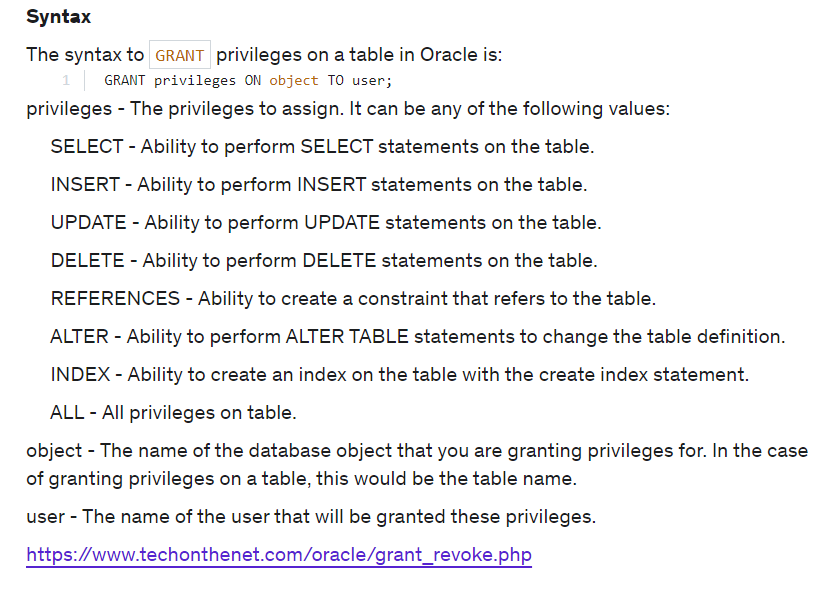 Syntax
The syntax to GRANT privileges on a table in Oracle is:
1 GRANT privileges ON object TO user;
privileges - The privileges to assign. It can be any of the following values:
SELECT - Ability to perform SELECT statements on the table.
INSERT - Ability to perform INSERT statements on the table.
UPDATE - Ability to perform UPDATE statements on the table.
DELETE - Ability to perform DELETE statements on the table.
REFERENCES - Ability to create a constraint that refers to the table.
ALTER - Ability to perform ALTER TABLE statements to change the table definition.
INDEX - Ability to create an index on the table with the create index statement.
ALL - All privileges on table.
object - The name of the database object that you are granting privileges for. In the case
of granting privileges on a table, this would be the table name.
user - The name of the user that will be granted these privileges.
https://www.techonthenet.com/oracle/grant_revoke.php